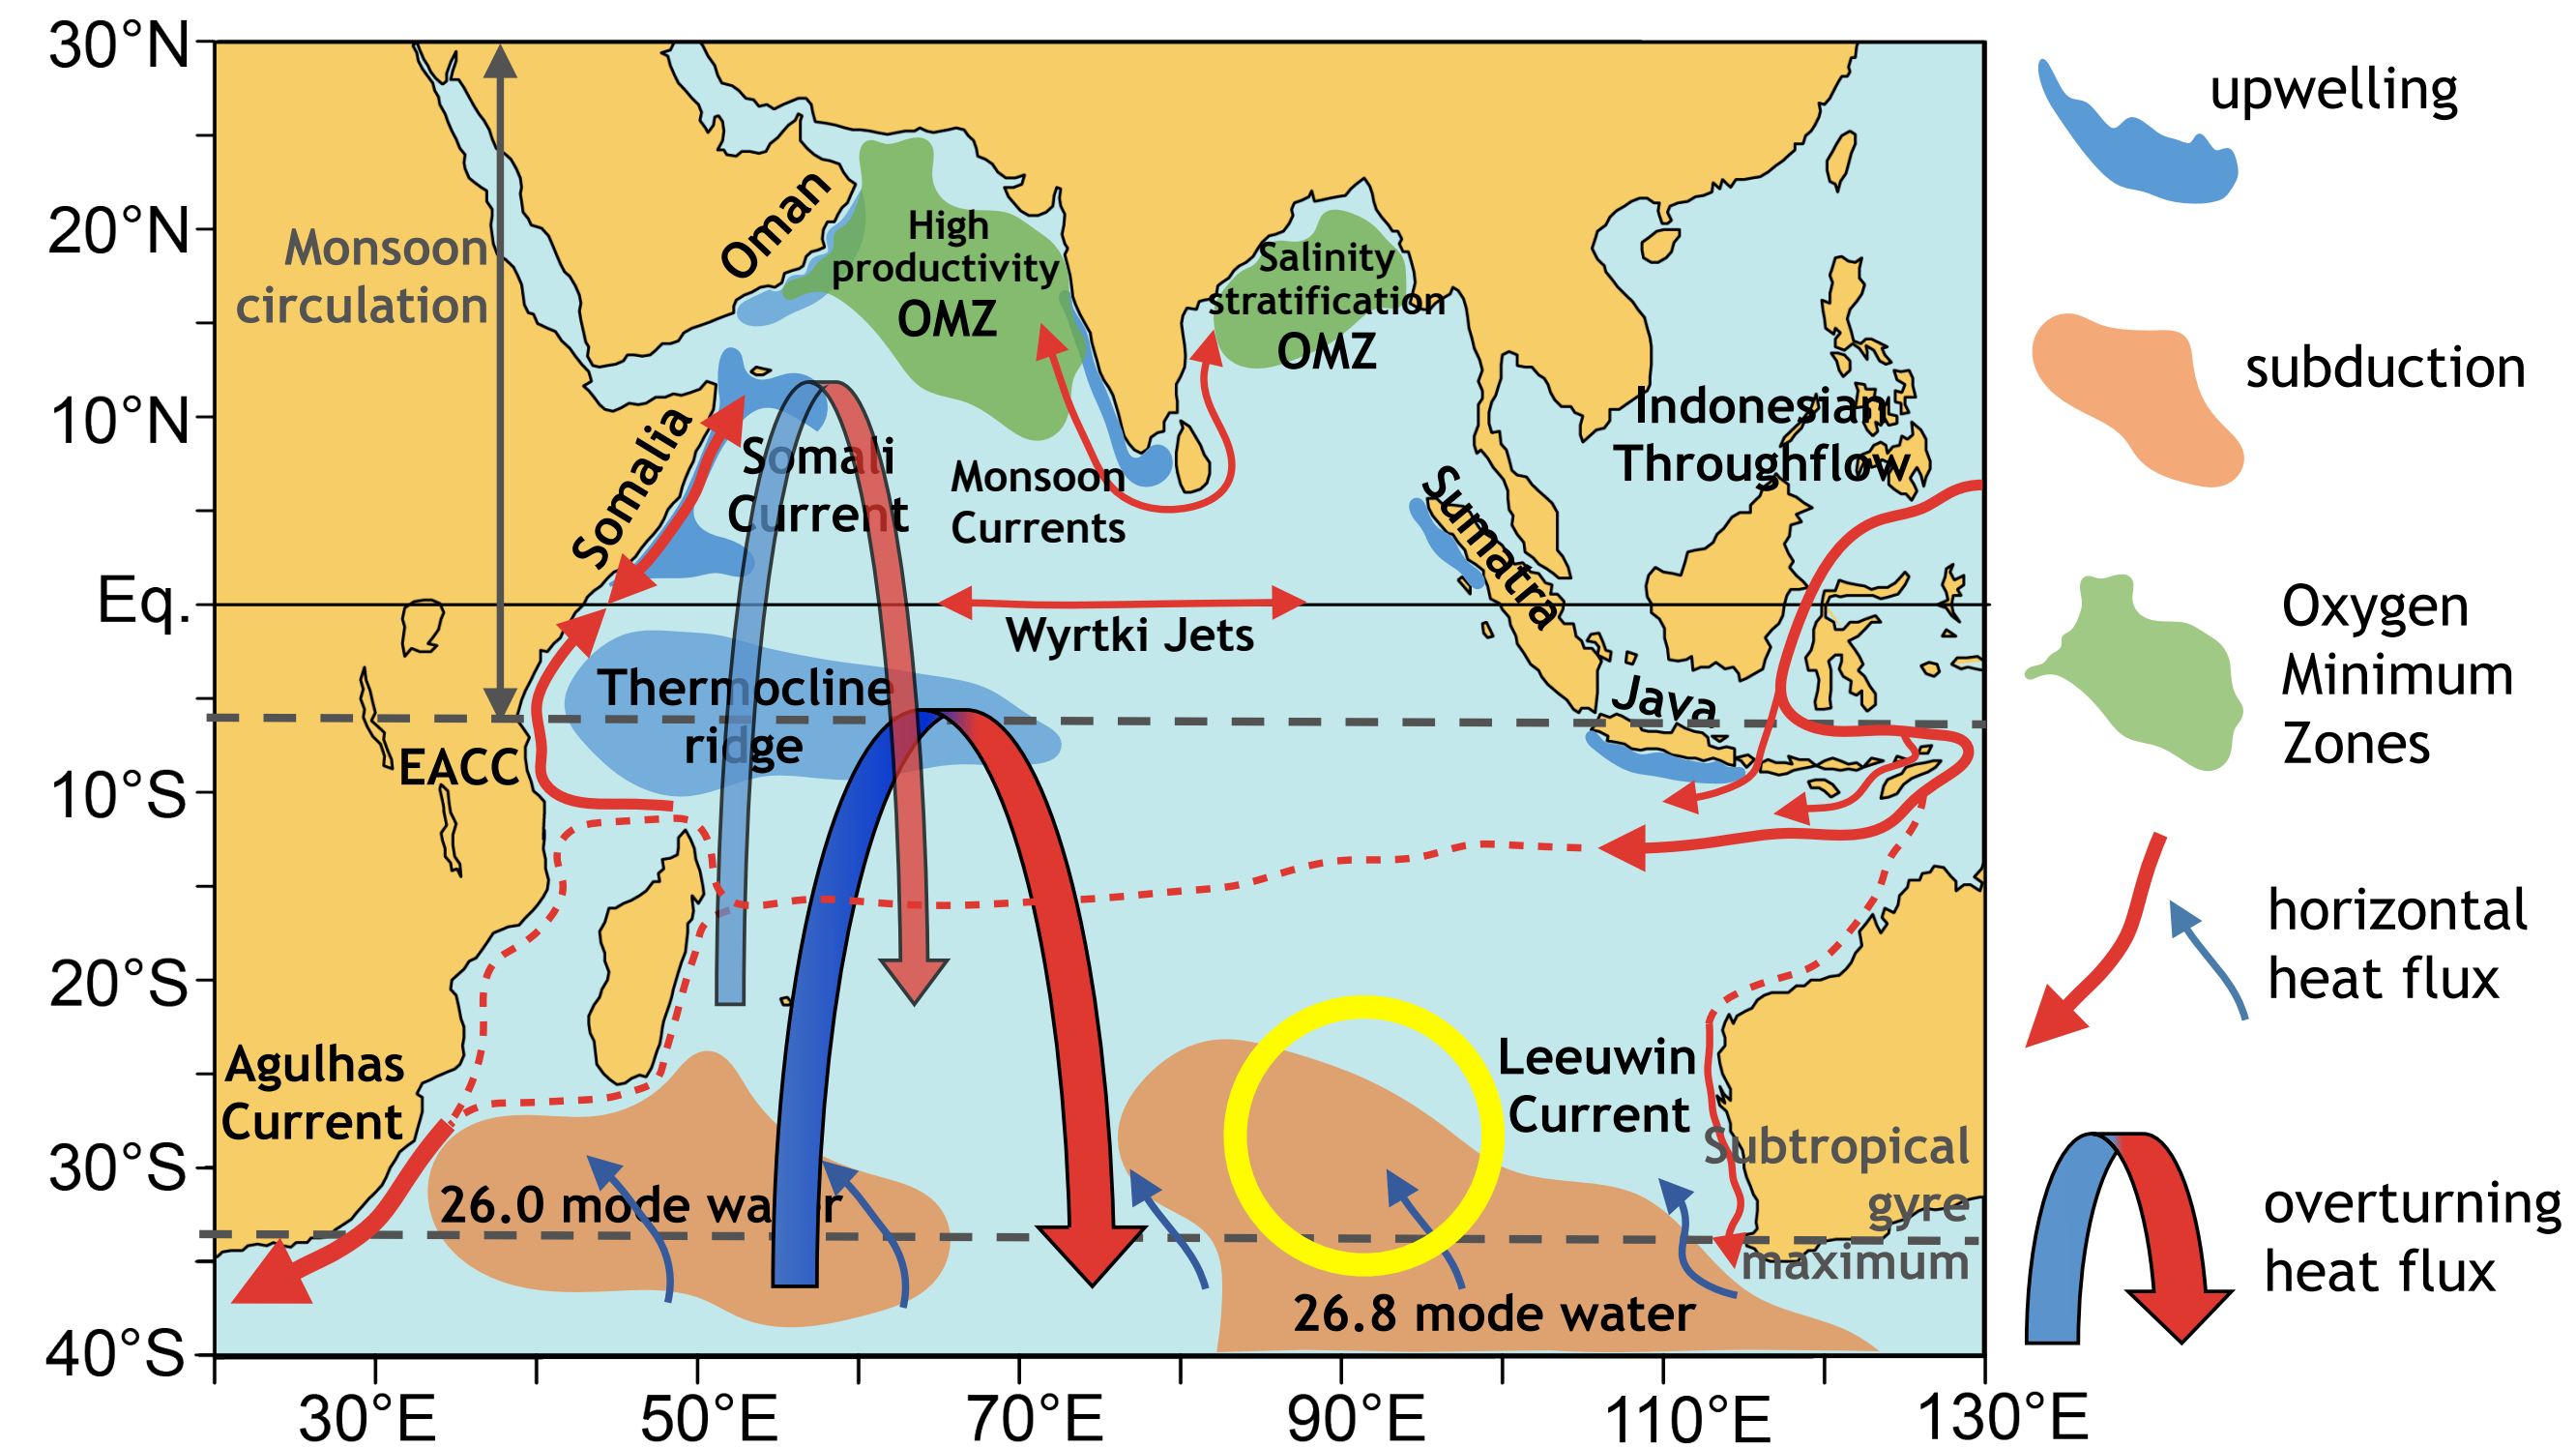 30°N
20°N
10°N
Eq.
10°S
20°S
30°S
40°S
30°E
50°E
70°E
90°E
110°E
130°E
Monsoon
circulation
Oman
High
productivity
OMZ
Salinity
stratification
OMZ
Somalia
Somali
Current
Monsoon
Currents
Indonesian
Throughflow
Sumatra
Wyrtki Jets
Java
Thermocline
ridge
EACC
Agulhas
Current
Leeuwin
Current
Subtropical
gyre
maximum
26.0 mode water
26.8 mode water
upwelling
subduction
Oxygen
Minimum
Zones
horizontal
heat flux
overturning
heat flux